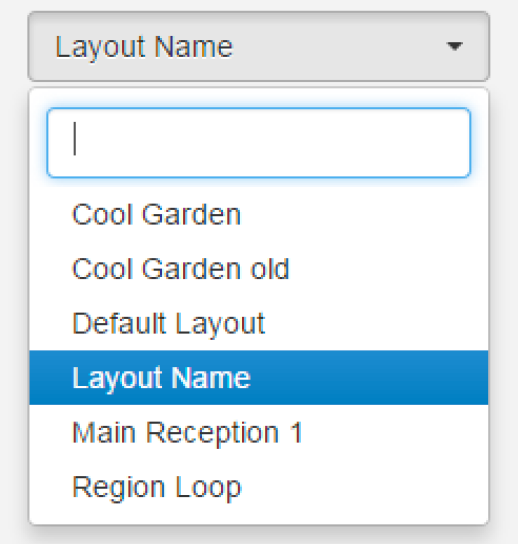 Layout Name
Cool Garden
Cool Garden old
Default Layout
Layout Name
Main Reception 1
Region Loop